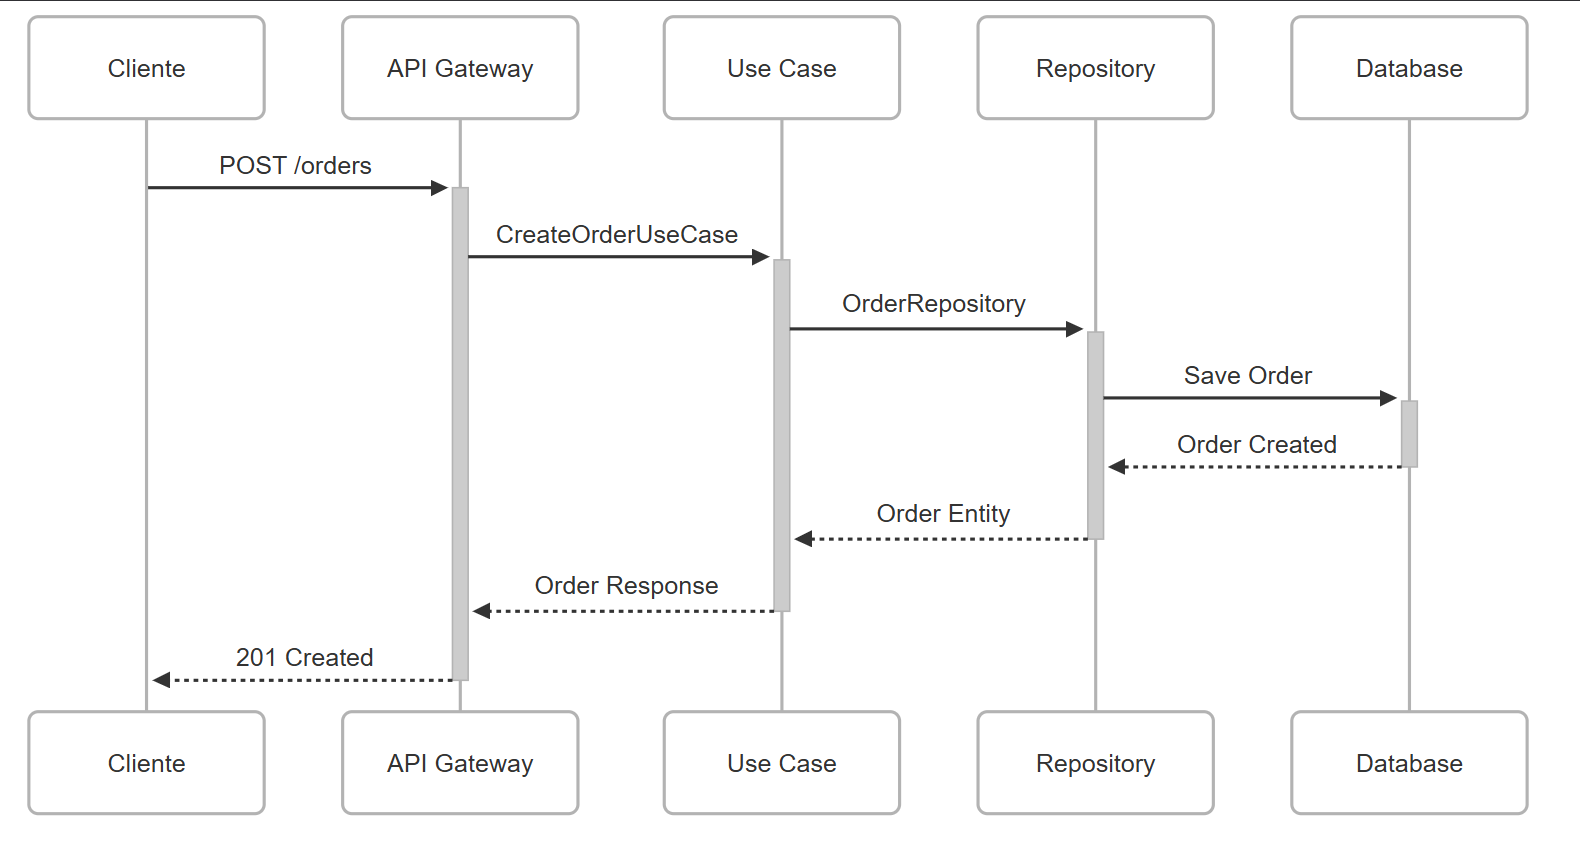 Cliente
API Gateway
Use Case
Repository
Database
POST /orders
CreateOrderUseCase
OrderRepository
Save Order
Order Created
Order Entity
Order Response
201 Created
Cliente
API Gateway
Use Case
Repository
Database